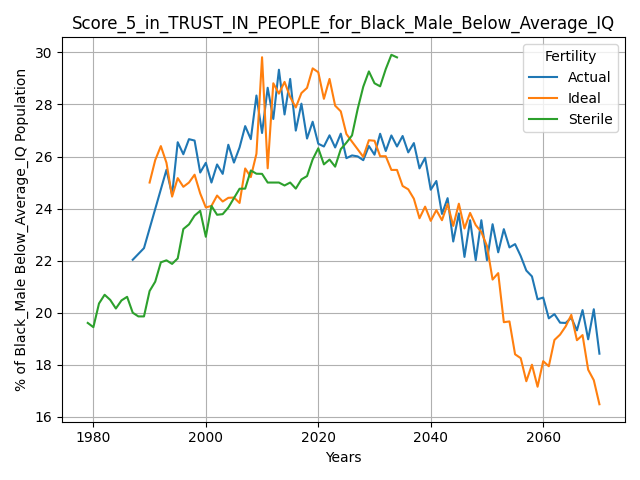 Score_5_in_TRUST_IN_PEOPLE_for_Black_Male_Below_Average_IQ
% of Black_Male Below_Average_IQ Population
30
28
26
24
22
20
18
16
Fertility
Actual
Ideal
Sterile
1980
2000
2020
2040
2060
Years